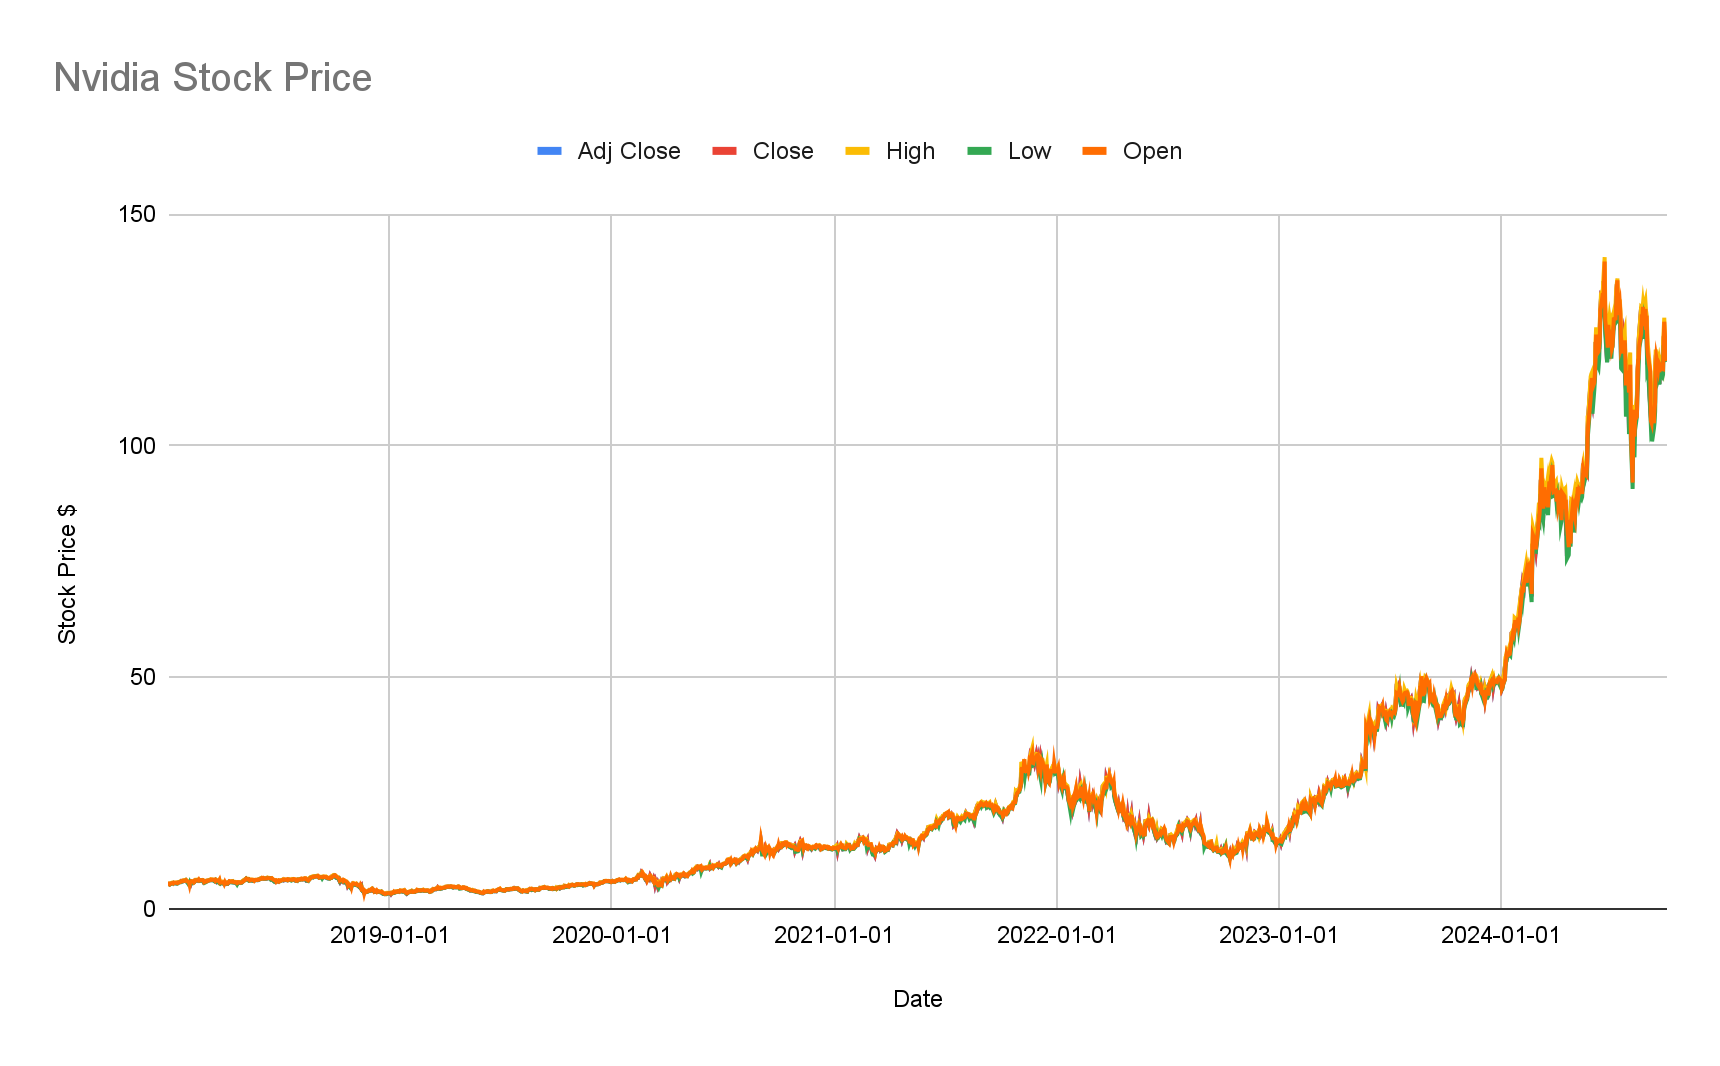 Nvidia Stock Price
Adj Close Close High Low Open
150
100
50
0
Stock Price $
2019-01-01 2020-01-01 2021-01-01 2022-01-01 2023-01-01 2024-01-01
Date